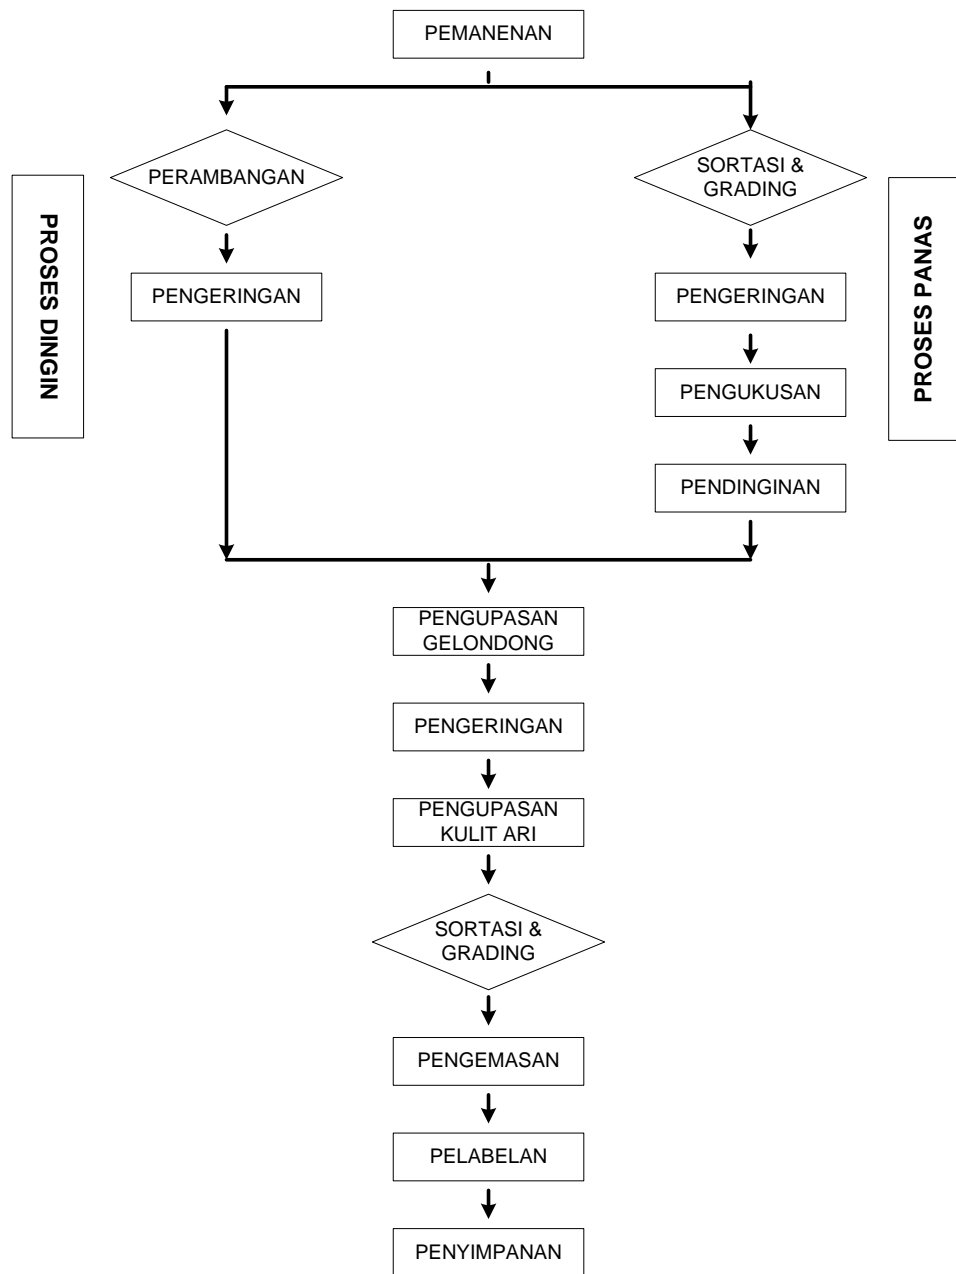 PEMANENAN
PERAMBANGAN
SORTASI &
GRADING
PROSES DINGIN
PROSES PANAS
PENGERINGAN
PENGERINGAN
PENGUKUSAN
PENDINGINAN
PENGUPASAN
GELONDONG
PENGERINGAN
PENGUPASAN
KULIT ARI
SORTASI &
GRADING
PENGEMASAN
PELABELAN
PENYIMPANAN